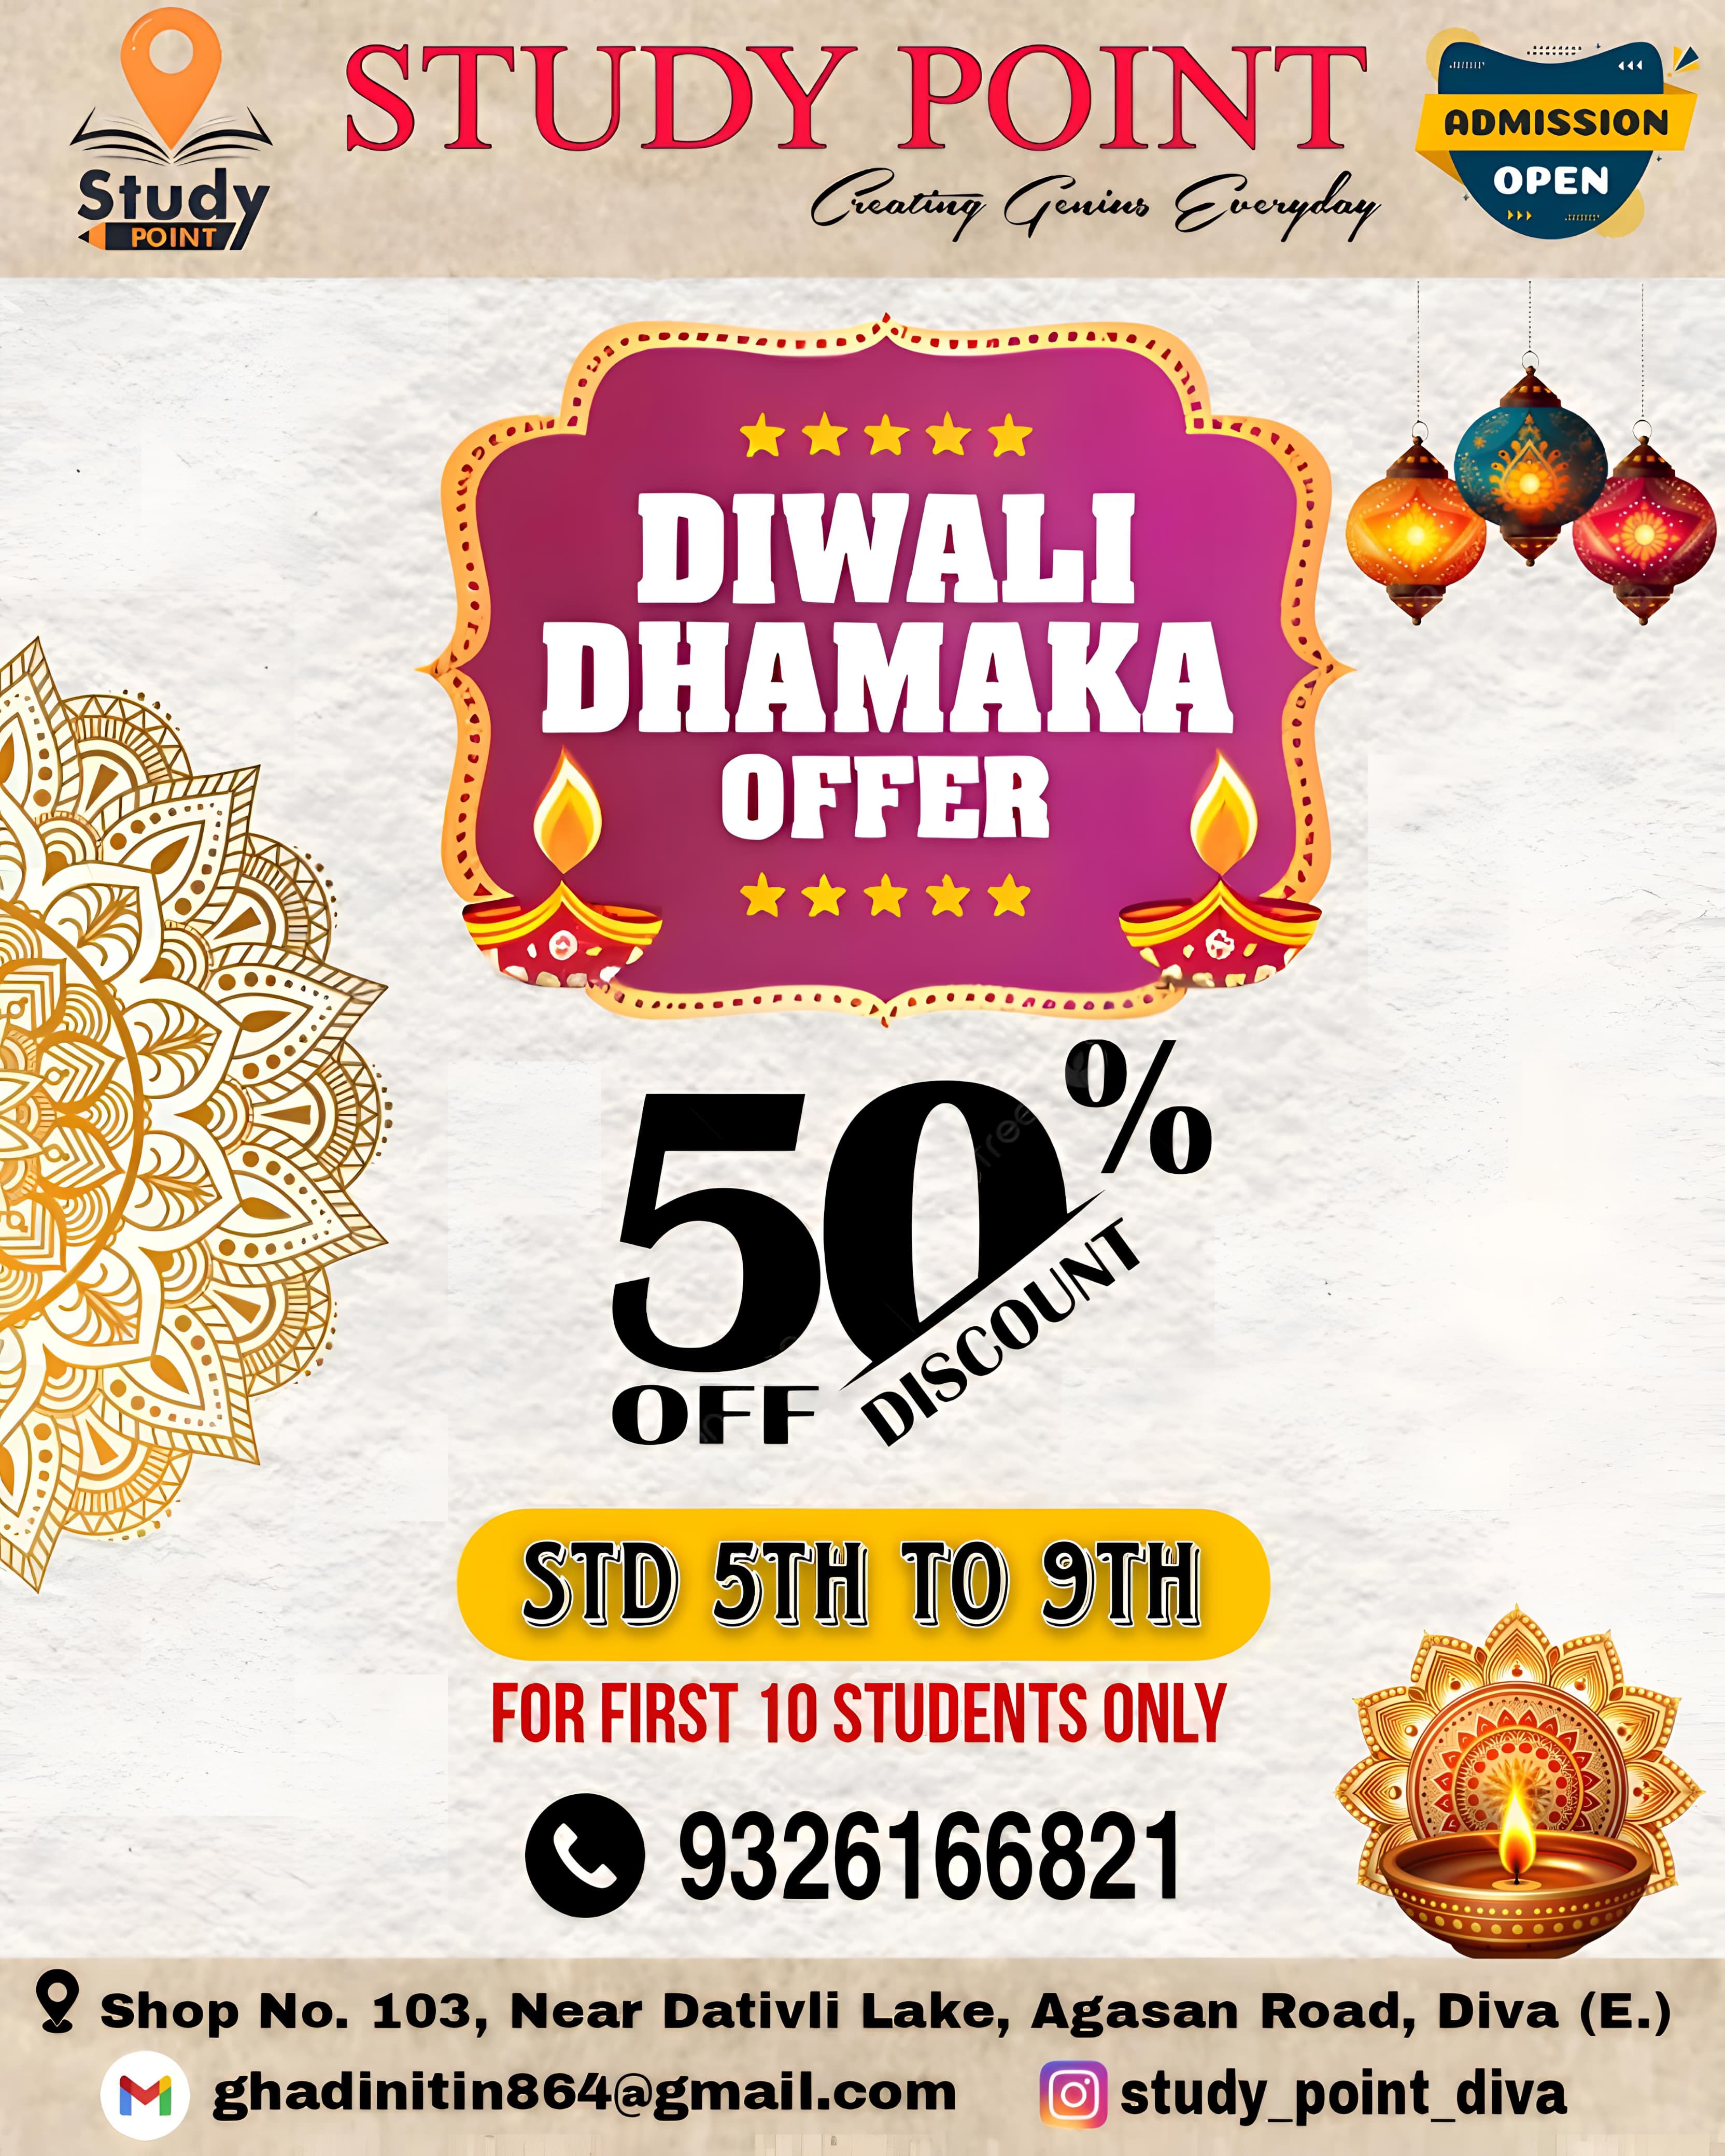 Study
POINT
STUDY POINT
Creating Genius Everyday
ADMISSION
OPEN
DIWALI
DHAMAKA
OFFER
50%
OFF DISCOUNT
STD 5TH TO 9TH
FOR FIRST 10 STUDENTS ONLY
9326166821
Shop No. 103, Near Dativli Lake, Agasan Road, Diva (E.)
ghadinitin864@gmail.com
study_point_diva